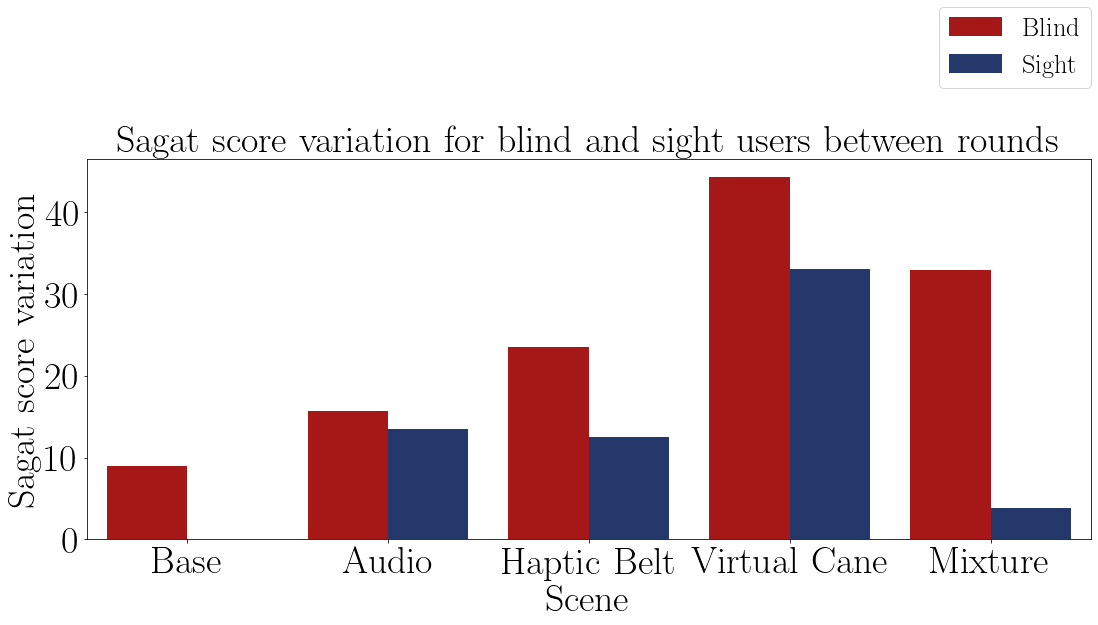 Blind
Sight
Sagat score variation for blind and sight users between rounds
Sagat score variation
40
30
20
10
0
Base Audio Haptic Belt Virtual Cane Mixture
Scene